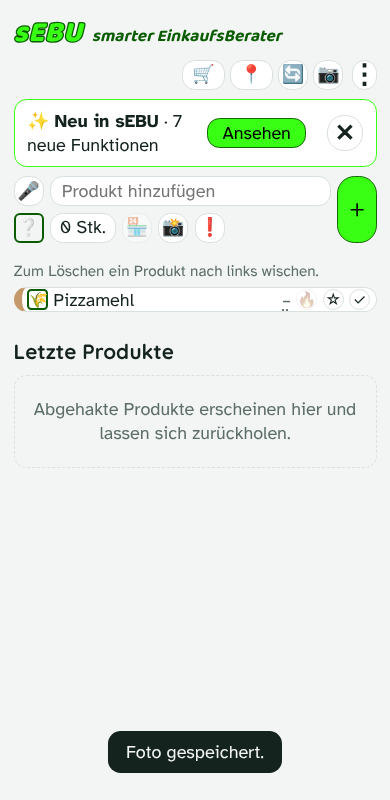 sEBU smarter EinkaufsBerater
✨ Neu in sEBU · 7
neue Funktionen
Ansehen
Produkt hinzufügen
0 Stk.
Zum Löschen ein Produkt nach links wischen.
Pizzamehl
Letzte Produkte
Abgehakte Produkte erscheinen hier und
lassen sich zurückholen.
Foto gespeichert.